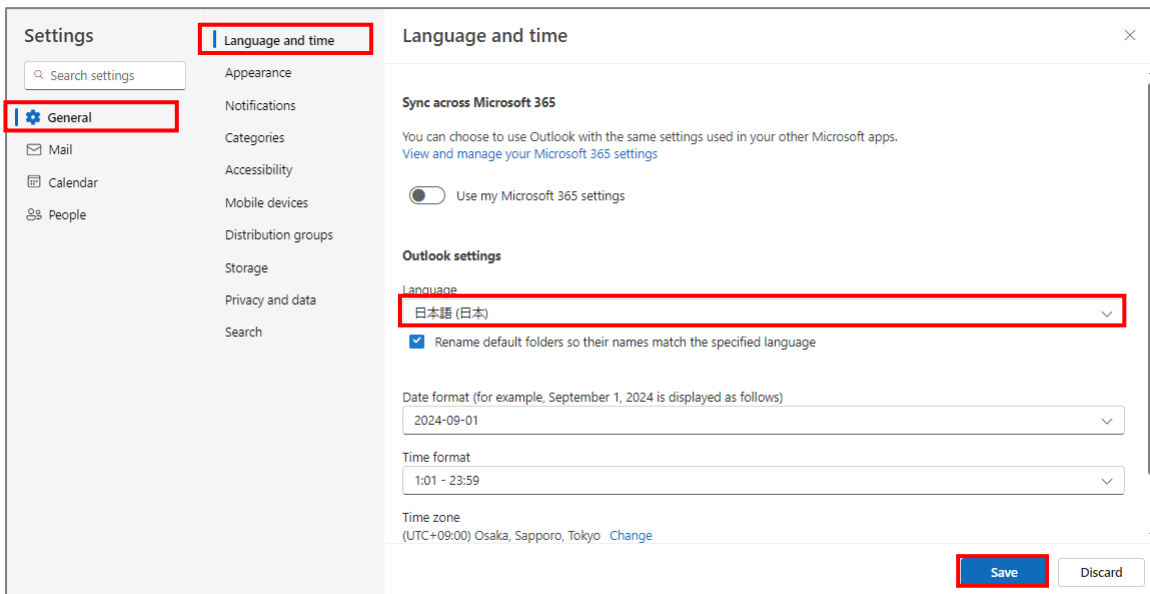 Settings
Search settings
General
Mail
Calendar
People
Language and time
Appearance
Notifications
Categories
Accessibility
Mobile devices
Distribution groups
Storage
Privacy and data
Search
Language and time
Sync across Microsoft 365
You can choose to use Outlook with the same settings used in your other Microsoft apps.
View and manage your Microsoft 365 settings
Use my Microsoft 365 settings
Outlook settings
Language
日本語 (日本)
Rename default folders so their names match the specified language
Date format (for example, September 1, 2024 is displayed as follows)
2024-09-01
Time format
1:01 - 23:59
Time zone
(UTC+09:00) Osaka, Sapporo, Tokyo Change
Save Discard